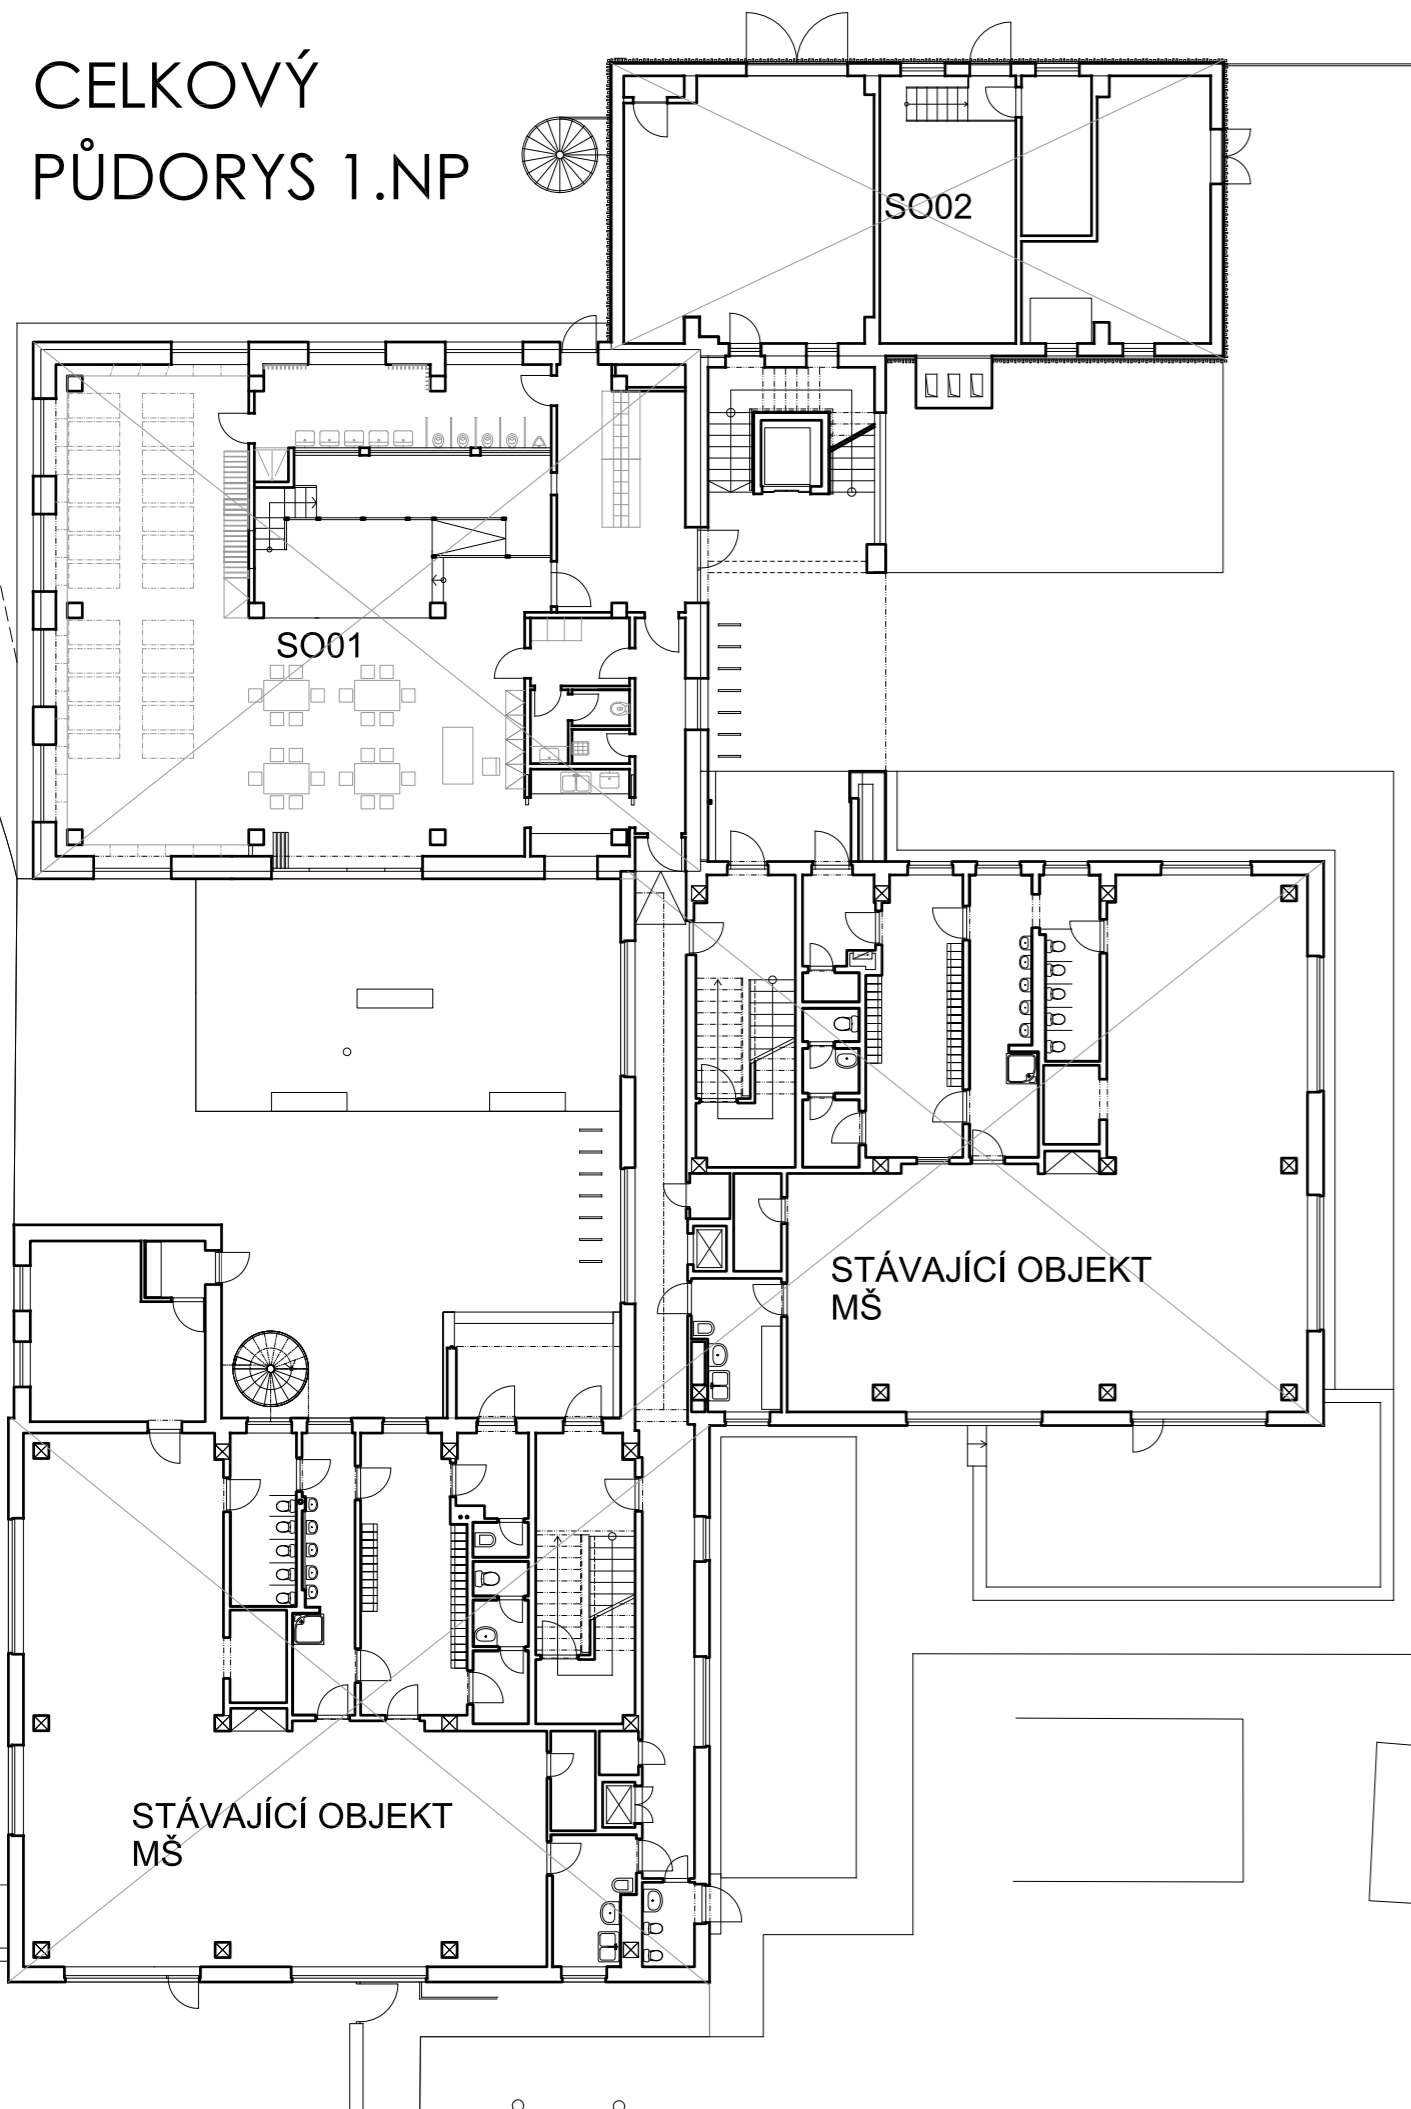 CELKOVÝ
PŮDORYS 1.NP
SO02
SO01
STÁVAJÍCÍ OBJEKT
MŠ
STÁVAJÍCÍ OBJEKT
MŠ